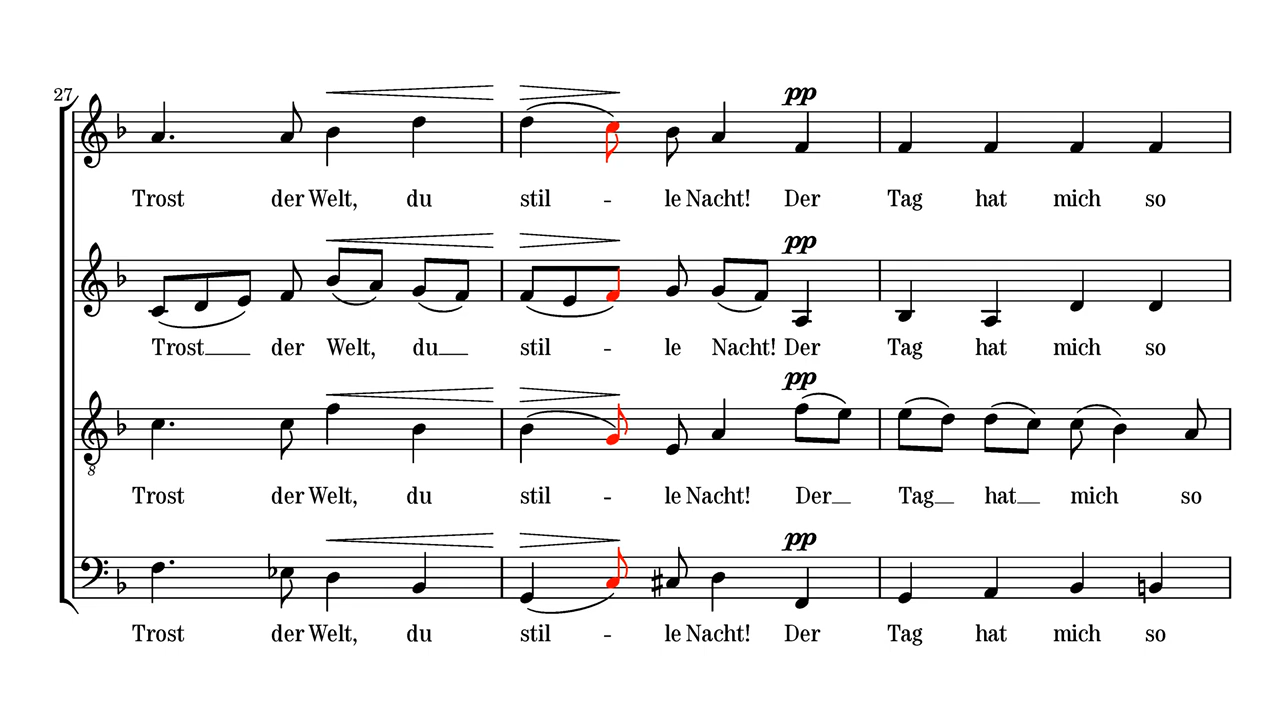 27
pp
Trost der Welt, du stil - le Nacht! Der Tag hat mich so
pp
Trost der Welt, du stil - le Nacht! Der Tag hat mich so
pp
8
Trost der Welt, du stil - le Nacht! Der Tag hat mich so
pp
Trost der Welt, du stil - le Nacht! Der Tag hat mich so